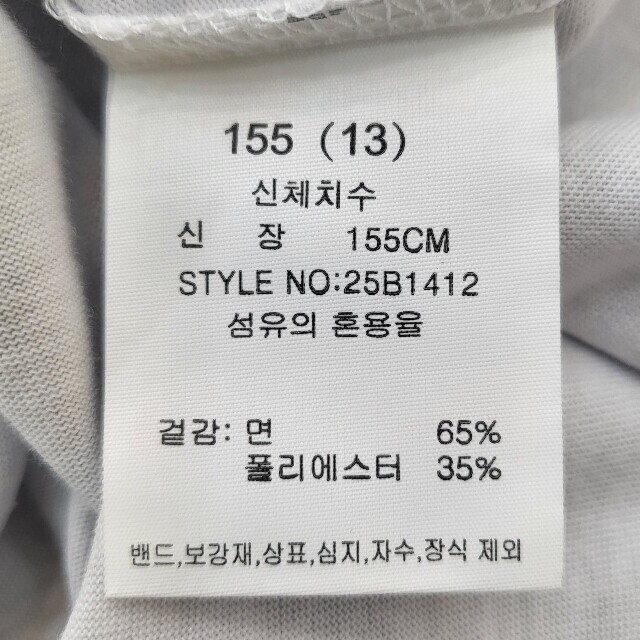 155 (13)
신체치수
신 장 155CM
STYLE NO:25B1412
섬유의 혼용율
겉감: 면 65%
폴리에스터 35%
밴드,보강재,상표,심지,자수,장식 제외